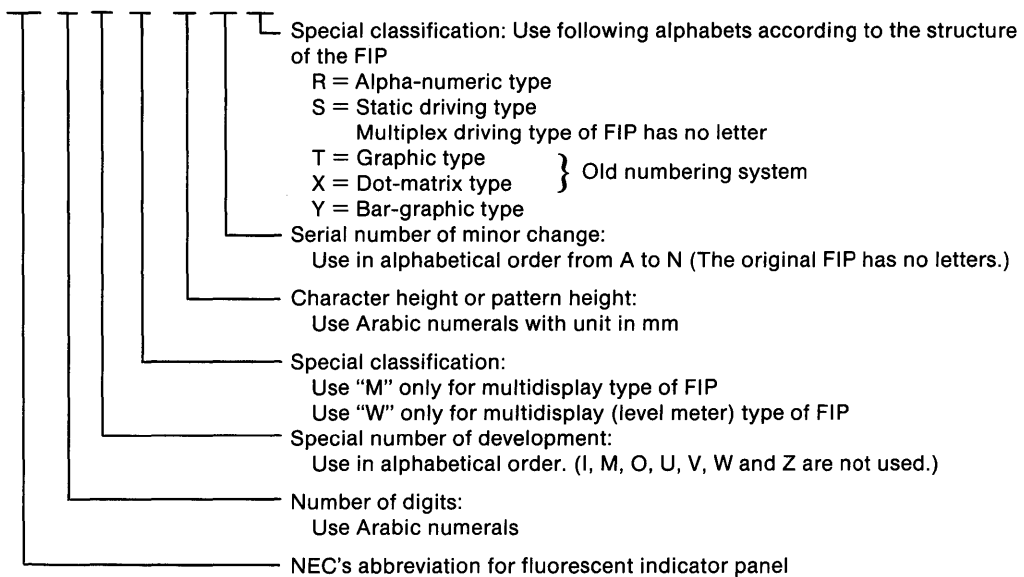 Special classification: Use following alphabets according to the structure
of the FIP
R = Alpha-numeric type
S = Static driving type
Multiplex driving type of FIP has no letter
T = Graphic type
X = Dot-matrix type } Old numbering system
Y = Bar-graphic type
Serial number of minor change:
Use in alphabetical order from A to N (The original FIP has no letters.)
Character height or pattern height:
Use Arabic numerals with unit in mm
Special classification:
Use “M” only for multidisplay type of FIP
Use “W” only for multidisplay (level meter) type of FIP
Special number of development:
Use in alphabetical order. (I, M, O, U, V, W and Z are not used.)
Number of digits:
Use Arabic numerals
NEC's abbreviation for fluorescent indicator panel